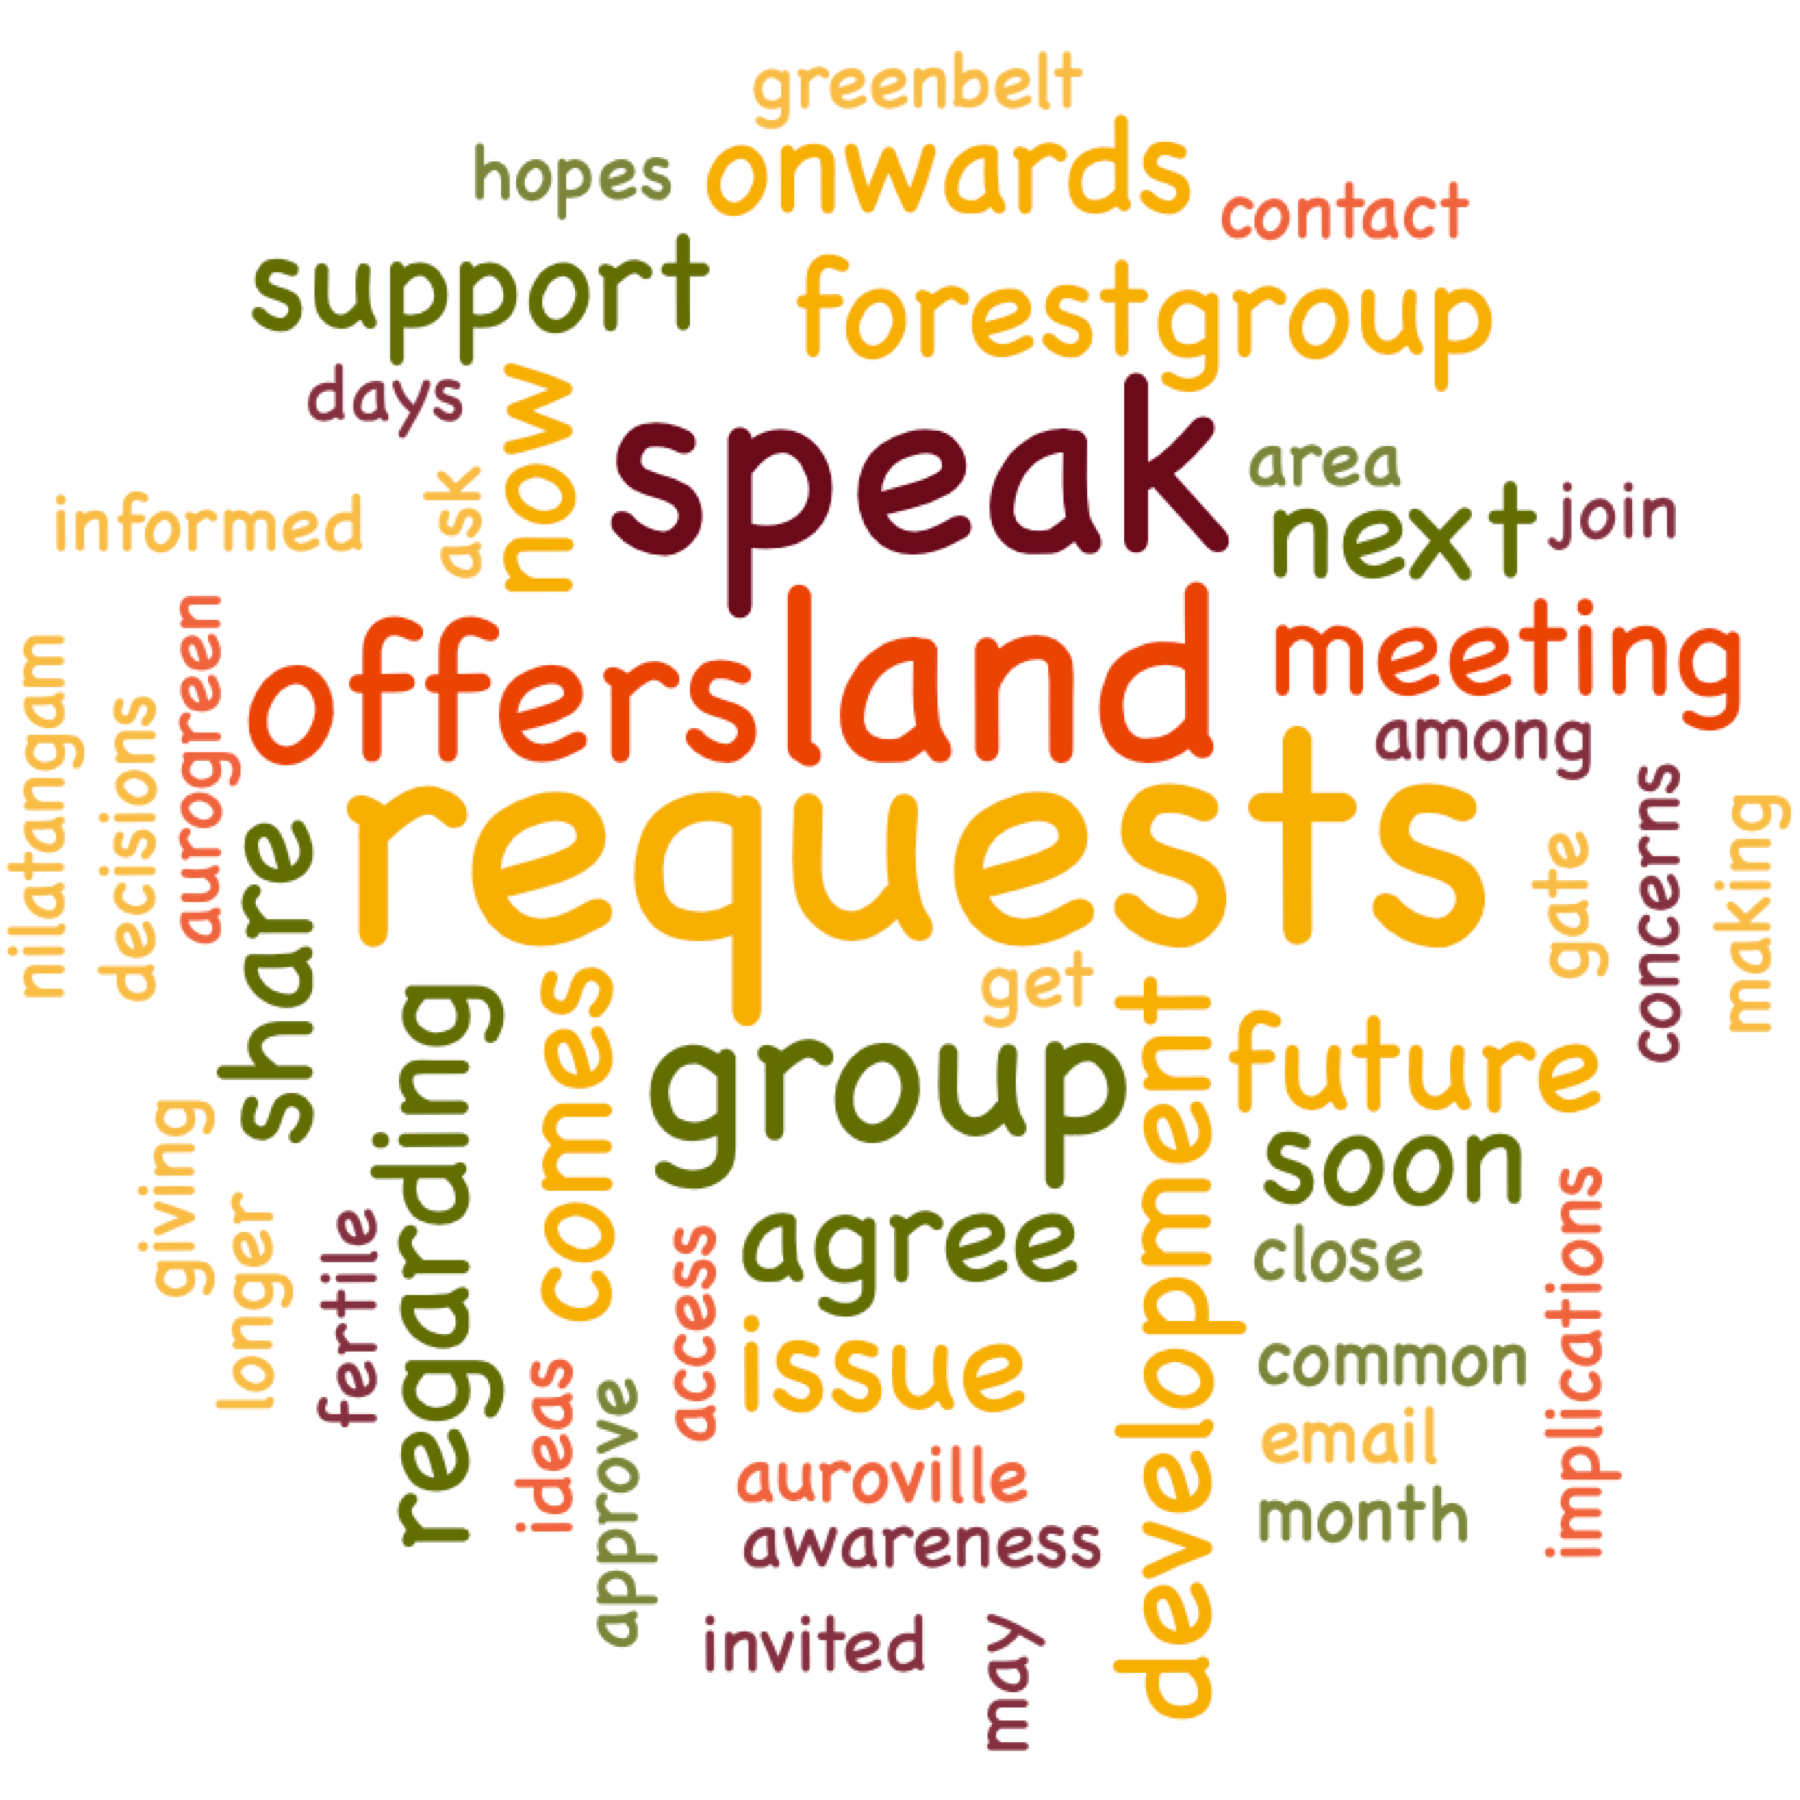 greenbelt
hopes
onwards
contact
support
forestgroup
days
now
speak
area
informed
ask
next
join
offers
land
meeting
among
nilatangam
decisions
aurogreen
requests
share
gate
concerns
making
get
regarding
comes
group
development
future
soon
giving
longer
fertile
agree
close
access
issue
implications
common
ideas
approve
email
auroville
month
awareness
invited
may